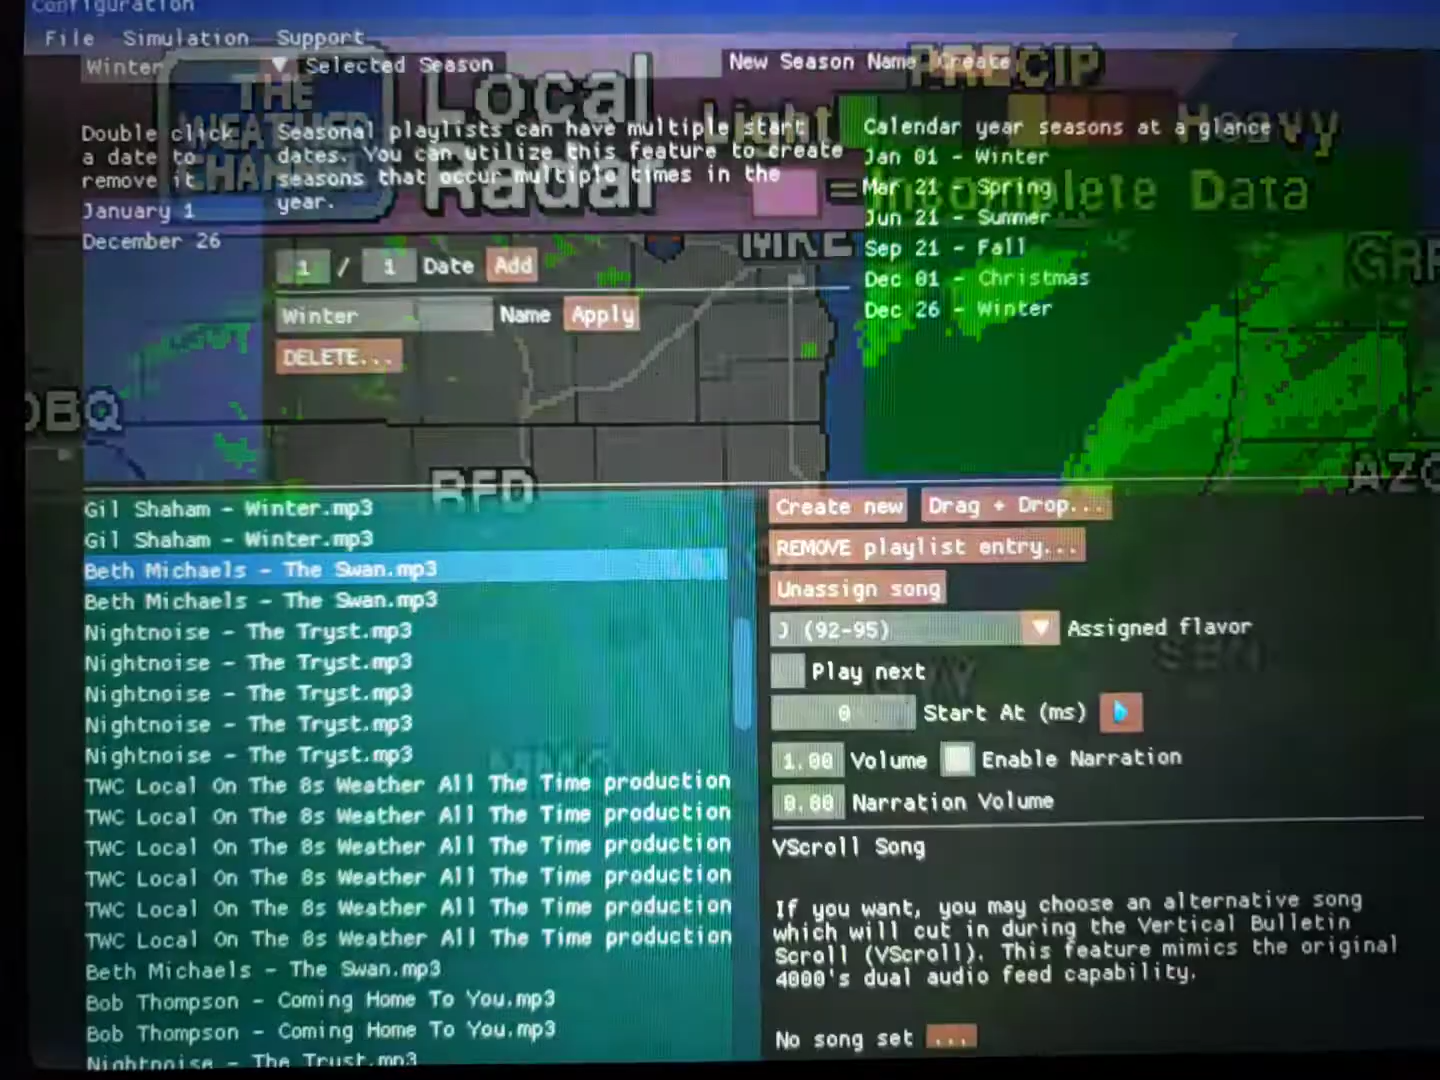 Configuration
File Simulation Support
Winter Selected Season New Season Name Create
THE WEATHER CHANNEL
Local Radar
PRECIP
Light Heavy
= Incomplete Data
Double click
a date to
remove it
January 1
December 26
Seasonal playlists can have multiple start
dates. You can utilize this feature to create
seasons that occur multiple times in the
year.
1 / 1 Date Add
Winter Name Apply
DELETE...
Calendar year seasons at a glance
Jan 01 - Winter
Mar 21 - Spring
Jun 21 - Summer
Sep 21 - Fall
Dec 01 - Christmas
Dec 26 - Winter
MKE
GRR
DBQ
RFD
AZO
Gil Shaham - Winter.mp3
Gil Shaham - Winter.mp3
Beth Michaels - The Swan.mp3
Beth Michaels - The Swan.mp3
Nightnoise - The Tryst.mp3
Nightnoise - The Tryst.mp3
Nightnoise - The Tryst.mp3
Nightnoise - The Tryst.mp3
Nightnoise - The Tryst.mp3
TWC Local On The 8s Weather All The Time production
TWC Local On The 8s Weather All The Time production
TWC Local On The 8s Weather All The Time production
TWC Local On The 8s Weather All The Time production
TWC Local On The 8s Weather All The Time production
TWC Local On The 8s Weather All The Time production
Beth Michaels - The Swan.mp3
Bob Thompson - Coming Home To You.mp3
Bob Thompson - Coming Home To You.mp3
Nightnoise - The Tryst.mp3
Create new Drag + Drop...
REMOVE playlist entry...
Unassign song
J (92-95) Assigned flavor
Play next
0 Start At (ms)
1.00 Volume Enable Narration
0.80 Narration Volume
VScroll Song
If you want, you may choose an alternative song
which will cut in during the Vertical Bulletin
Scroll (VScroll). This feature mimics the original
4000's dual audio feed capability.
No song set ...
SBN